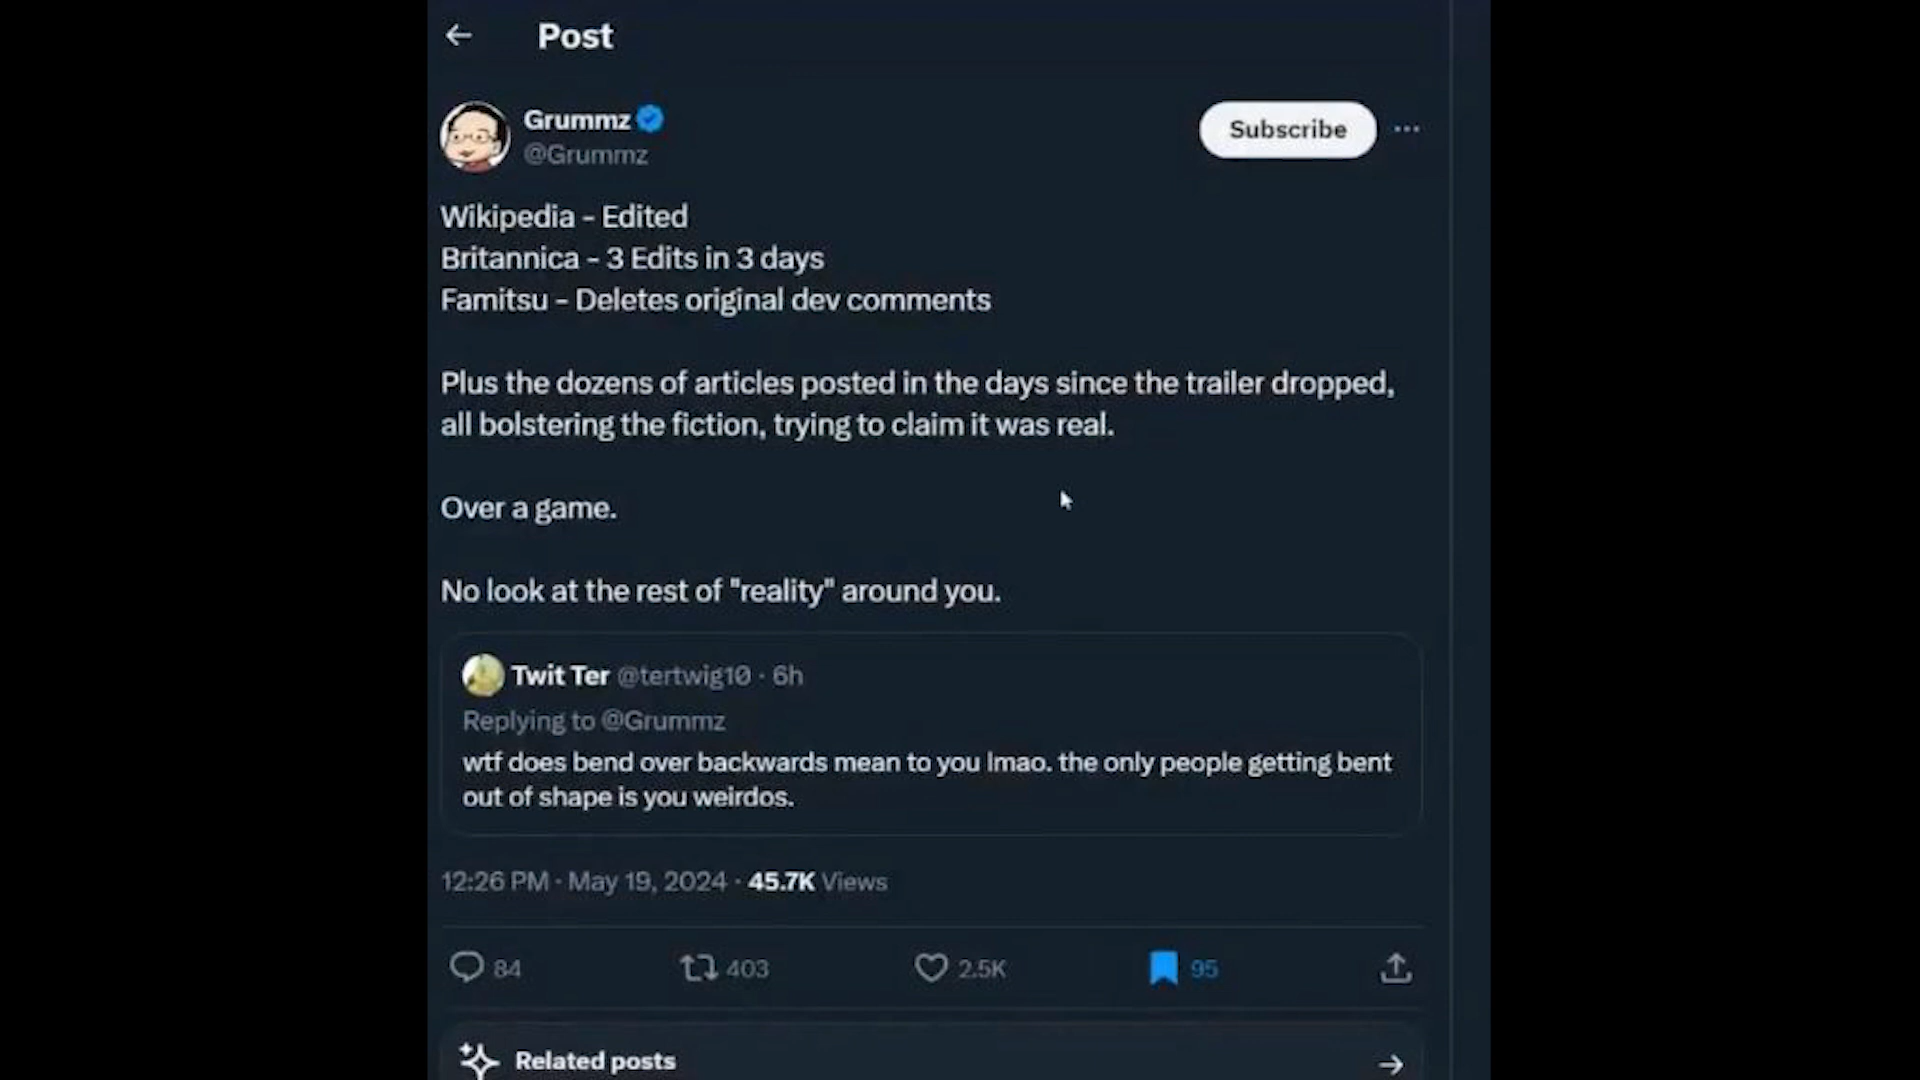 Post
Grummz
@Grummz
Subscribe
Wikipedia - Edited
Britannica - 3 Edits in 3 days
Famitsu - Deletes original dev comments
Plus the dozens of articles posted in the days since the trailer dropped,
all bolstering the fiction, trying to claim it was real.
Over a game.
No look at the rest of "reality" around you.
Twit Ter @tertwig10 · 6h
Replying to @Grummz
wtf does bend over backwards mean to you lmao. the only people getting bent
out of shape is you weirdos.
12:26 PM · May 19, 2024 · 45.7K Views
84 403 2.5K 95
Related posts